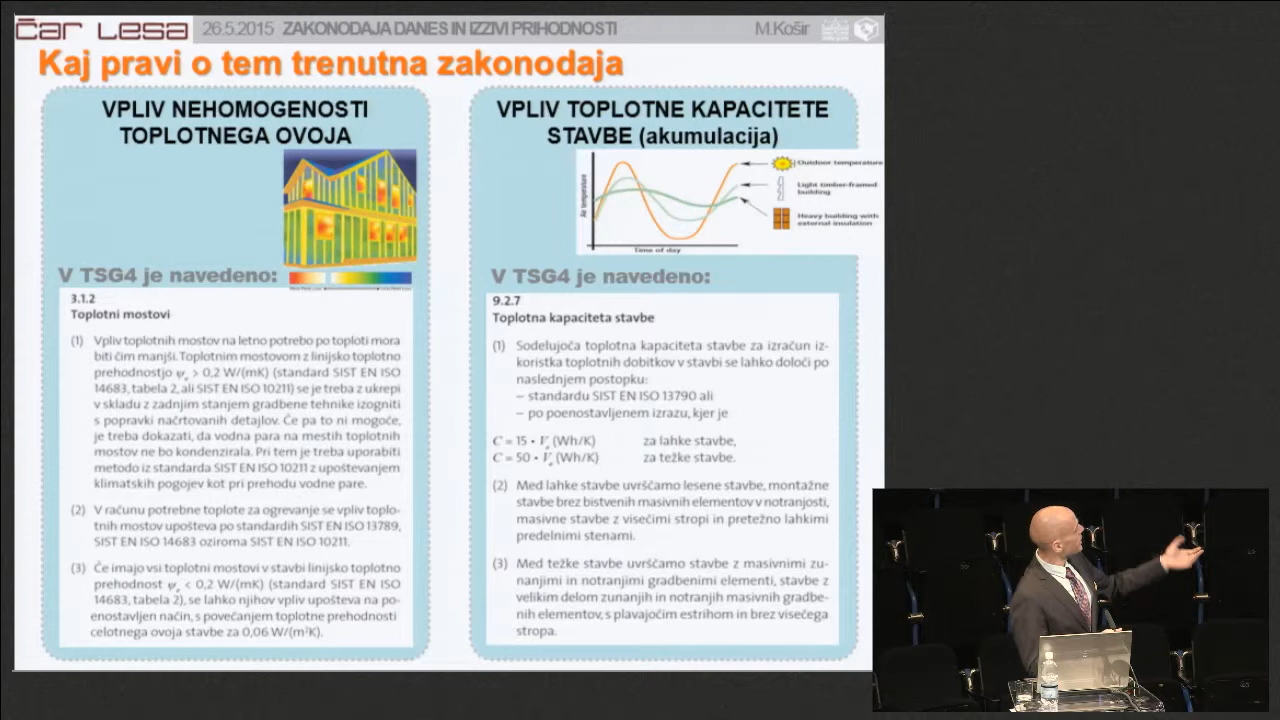 čar lesa
26.5.2015 ZAKONODAJA DANES IN IZZIVI PRIHODNOSTI
M.Košir
Kaj pravi o tem trenutna zakonodaja
VPLIV NEHOMOGENOSTI
TOPLOTNEGA OVOJA
V TSG4 je navedeno:
3.1.2
Toplotni mostovi
(1) Vpliv toplotnih mostov na letno potrebo po toploti mora
biti čim manjši. Toplotnim mostovom z linijsko toplotno
prehodnostjo ψe > 0,2 W/(mK) (standard SIST EN ISO
14683, tabela 2, ali SIST EN ISO 10211) se je treba z ukrepi
v skladu z zadnjim stanjem gradbene tehnike izogniti
s popravki načrtovanih detajlov. Če pa to ni mogoče,
je treba dokazati, da vodna para na mestih toplotnih
mostov ne bo kondenzirala. Pri tem je treba uporabiti
metodo iz standarda SIST EN ISO 10211 z upoštevanjem
klimatskih pogojev kot pri prehodu vodne pare.
(2) V računu potrebne toplote za ogrevanje se vpliv toplo-
tnih mostov upošteva po standardih SIST EN ISO 13789,
SIST EN ISO 14683 oziroma SIST EN ISO 10211.
(3) Če imajo vsi toplotni mostovi v stavbi linijsko toplotno
prehodnost ψe < 0,2 W/(mK) (standard SIST EN ISO
14683, tabela 2), se lahko njihov vpliv upošteva na po-
enostavljen način, s povečanjem toplotne prehodnosti
celotnega ovoja stavbe za 0,06 W/(m²K).
VPLIV TOPLOTNE KAPACITETE
STAVBE (akumulacija)
Air temperature
Time of day
Outdoor temperature
Light timber-framed
building
Heavy building with
external insulation
V TSG4 je navedeno:
9.2.7
Toplotna kapaciteta stavbe
(1) Sodelujoča toplotna kapaciteta stavbe za izračun iz-
koristka toplotnih dobitkov v stavbi se lahko določi po
naslednjem postopku:
– standardu SIST EN ISO 13790 ali
– po poenostavljenem izrazu, kjer je
C = 15 • Ve (Wh/K) za lahke stavbe,
C = 50 • Ve (Wh/K) za težke stavbe.
(2) Med lahke stavbe uvrščamo lesene stavbe, montažne
stavbe brez bistvenih masivnih elementov v notranjosti,
masivne stavbe z visečimi stropi in pretežno lahkimi
predelnimi stenami.
(3) Med težke stavbe uvrščamo stavbe z masivnimi zu-
nanjimi in notranjimi gradbenimi elementi, stavbe z
velikim delom zunanjih in notranjih masivnih gradbe-
nih elementov, s plavajočim estrihom in brez visečega
stropa.